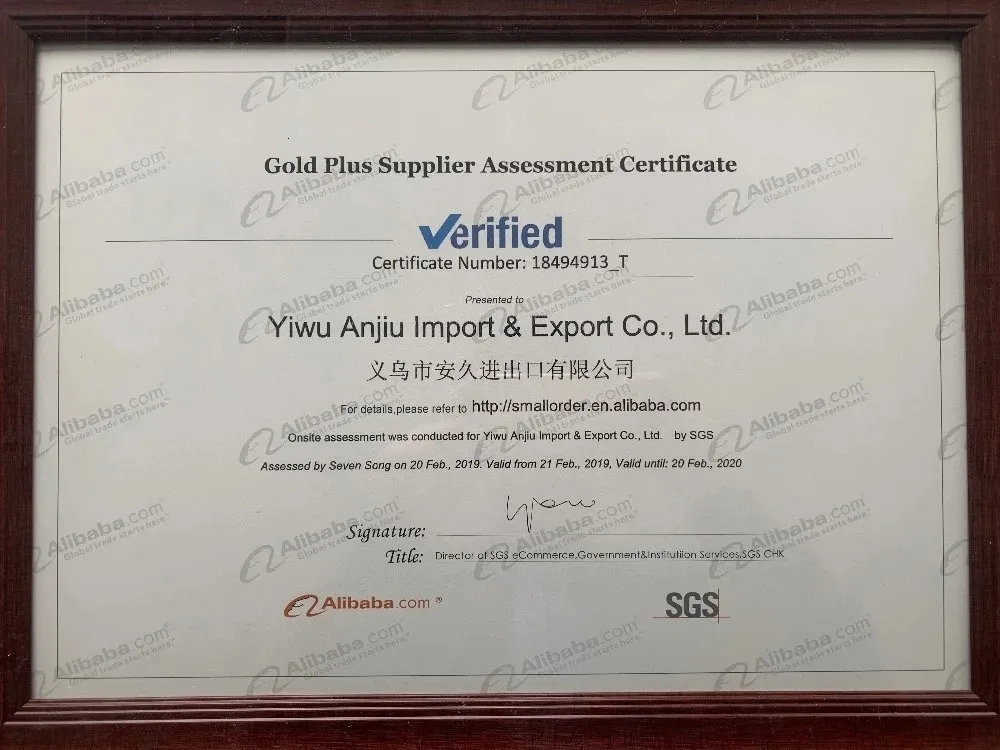 Gold Plus Supplier Assessment Certificate
Verified
Certificate Number: 18494913_T
Presented to
Yiwu Anjiu Import & Export Co., Ltd.
义乌市安久进出口有限公司
For details,please refer to http://smallorder.en.alibaba.com
Onsite assessment was conducted for Yiwu Anjiu Import & Export Co., Ltd. by SGS
Assessed by Seven Song on 20 Feb., 2019. Valid from 21 Feb., 2019, Valid until: 20 Feb., 2020
Signature:
Title: Director of SGS eCommerce,Government&Institutiion Services,SGS CHK
Alibaba.com ®
SGS